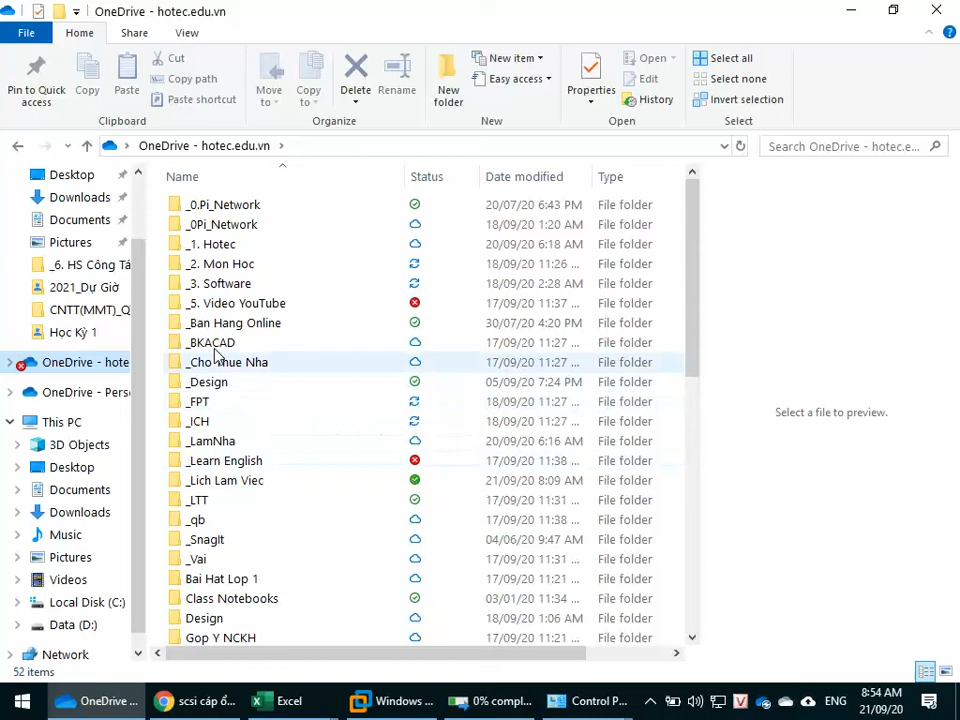 OneDrive - hotec.edu.vn
File Home Share View
Pin to Quick access
Copy
Paste
Cut
Copy path
Paste shortcut
Clipboard
Move to
Copy to
Delete
Rename
Organize
New folder
New item
Easy access
New
Properties
Open
Edit
History
Open
Select all
Select none
Invert selection
Select
OneDrive - hotec.edu.vn
Search OneDrive - hotec.e...
Desktop
Downloads
Documents
Pictures
_6. HS Công Tá
2021_Dự Giờ
CNTT(MMT)_Q
Học Kỳ 1
OneDrive - hote
OneDrive - Perso
This PC
3D Objects
Desktop
Documents
Downloads
Music
Pictures
Videos
Local Disk (C:)
Data (D:)
Network
Name Status Date modified Type
_0.Pi_Network 20/07/20 6:43 PM File folder
_0Pi_Network 18/09/20 1:20 AM File folder
_1. Hotec 20/09/20 6:18 AM File folder
_2. Mon Hoc 18/09/20 11:26 ... File folder
_3. Software 18/09/20 2:28 AM File folder
_5. Video YouTube 17/09/20 11:37 ... File folder
_Ban Hang Online 30/07/20 4:20 PM File folder
_BKACAD 17/09/20 11:27 ... File folder
_Cho Thue Nha 17/09/20 11:27 ... File folder
_Design 05/09/20 7:24 PM File folder
_FPT 18/09/20 11:27 ... File folder
_ICH 18/09/20 11:27 ... File folder
_LamNha 20/09/20 6:16 AM File folder
_Learn English 17/09/20 11:38 ... File folder
_Lich Lam Viec 21/09/20 8:09 AM File folder
_LTT 17/09/20 11:31 ... File folder
_qb 17/09/20 11:38 ... File folder
_SnagIt 04/06/20 9:47 AM File folder
_Vai 17/09/20 11:31 ... File folder
Bai Hat Lop 1 17/09/20 11:21 ... File folder
Class Notebooks 03/01/20 11:34 ... File folder
Design 18/09/20 1:06 AM File folder
Gop Y NCKH 17/09/20 11:21 ... File folder
Select a file to preview.
52 items
OneDrive ...
scsi cáp ổ...
Excel
Windows ...
0% compl...
Control P...
ENG
8:54 AM
21/09/20